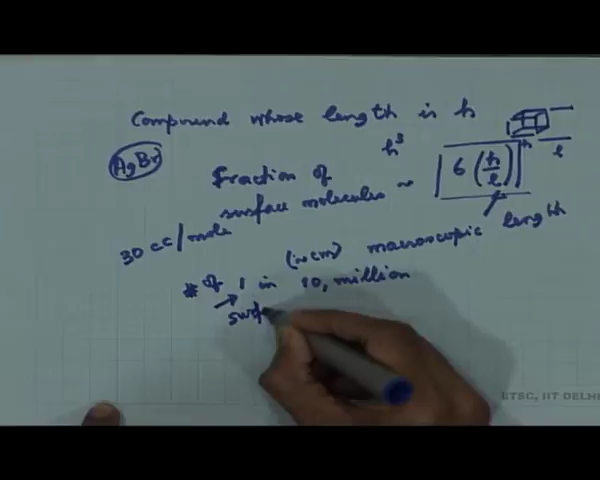 Compound whose length is h
AgBr
h³
h
l
Fraction of
surface molecules ~ 6 (h/l)
30 cc/mole
(~cm) macroscopic length
# of 1 in 10, million
surf
ETSC, IIT DELH